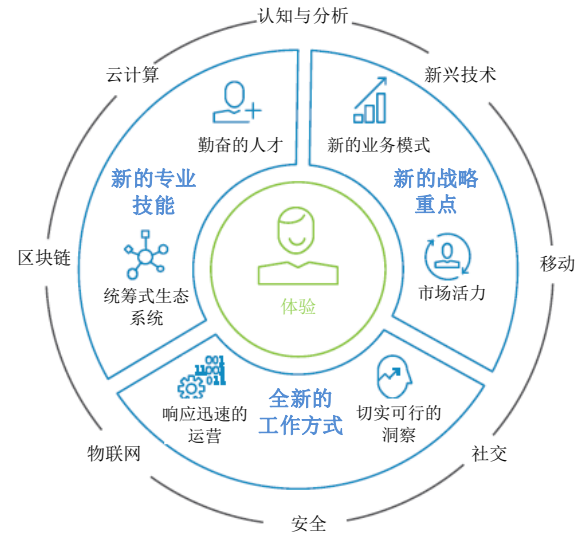 认知与分析
云计算
新兴技术
勤奋的人才
新的业务模式
新的专业
技能
新的战略
重点
区块链
移动
统筹式生态
系统
体验
市场活力
001
11001
011
响应迅速的
运营
全新的
工作方式
切实可行的
洞察
物联网
社交
安全